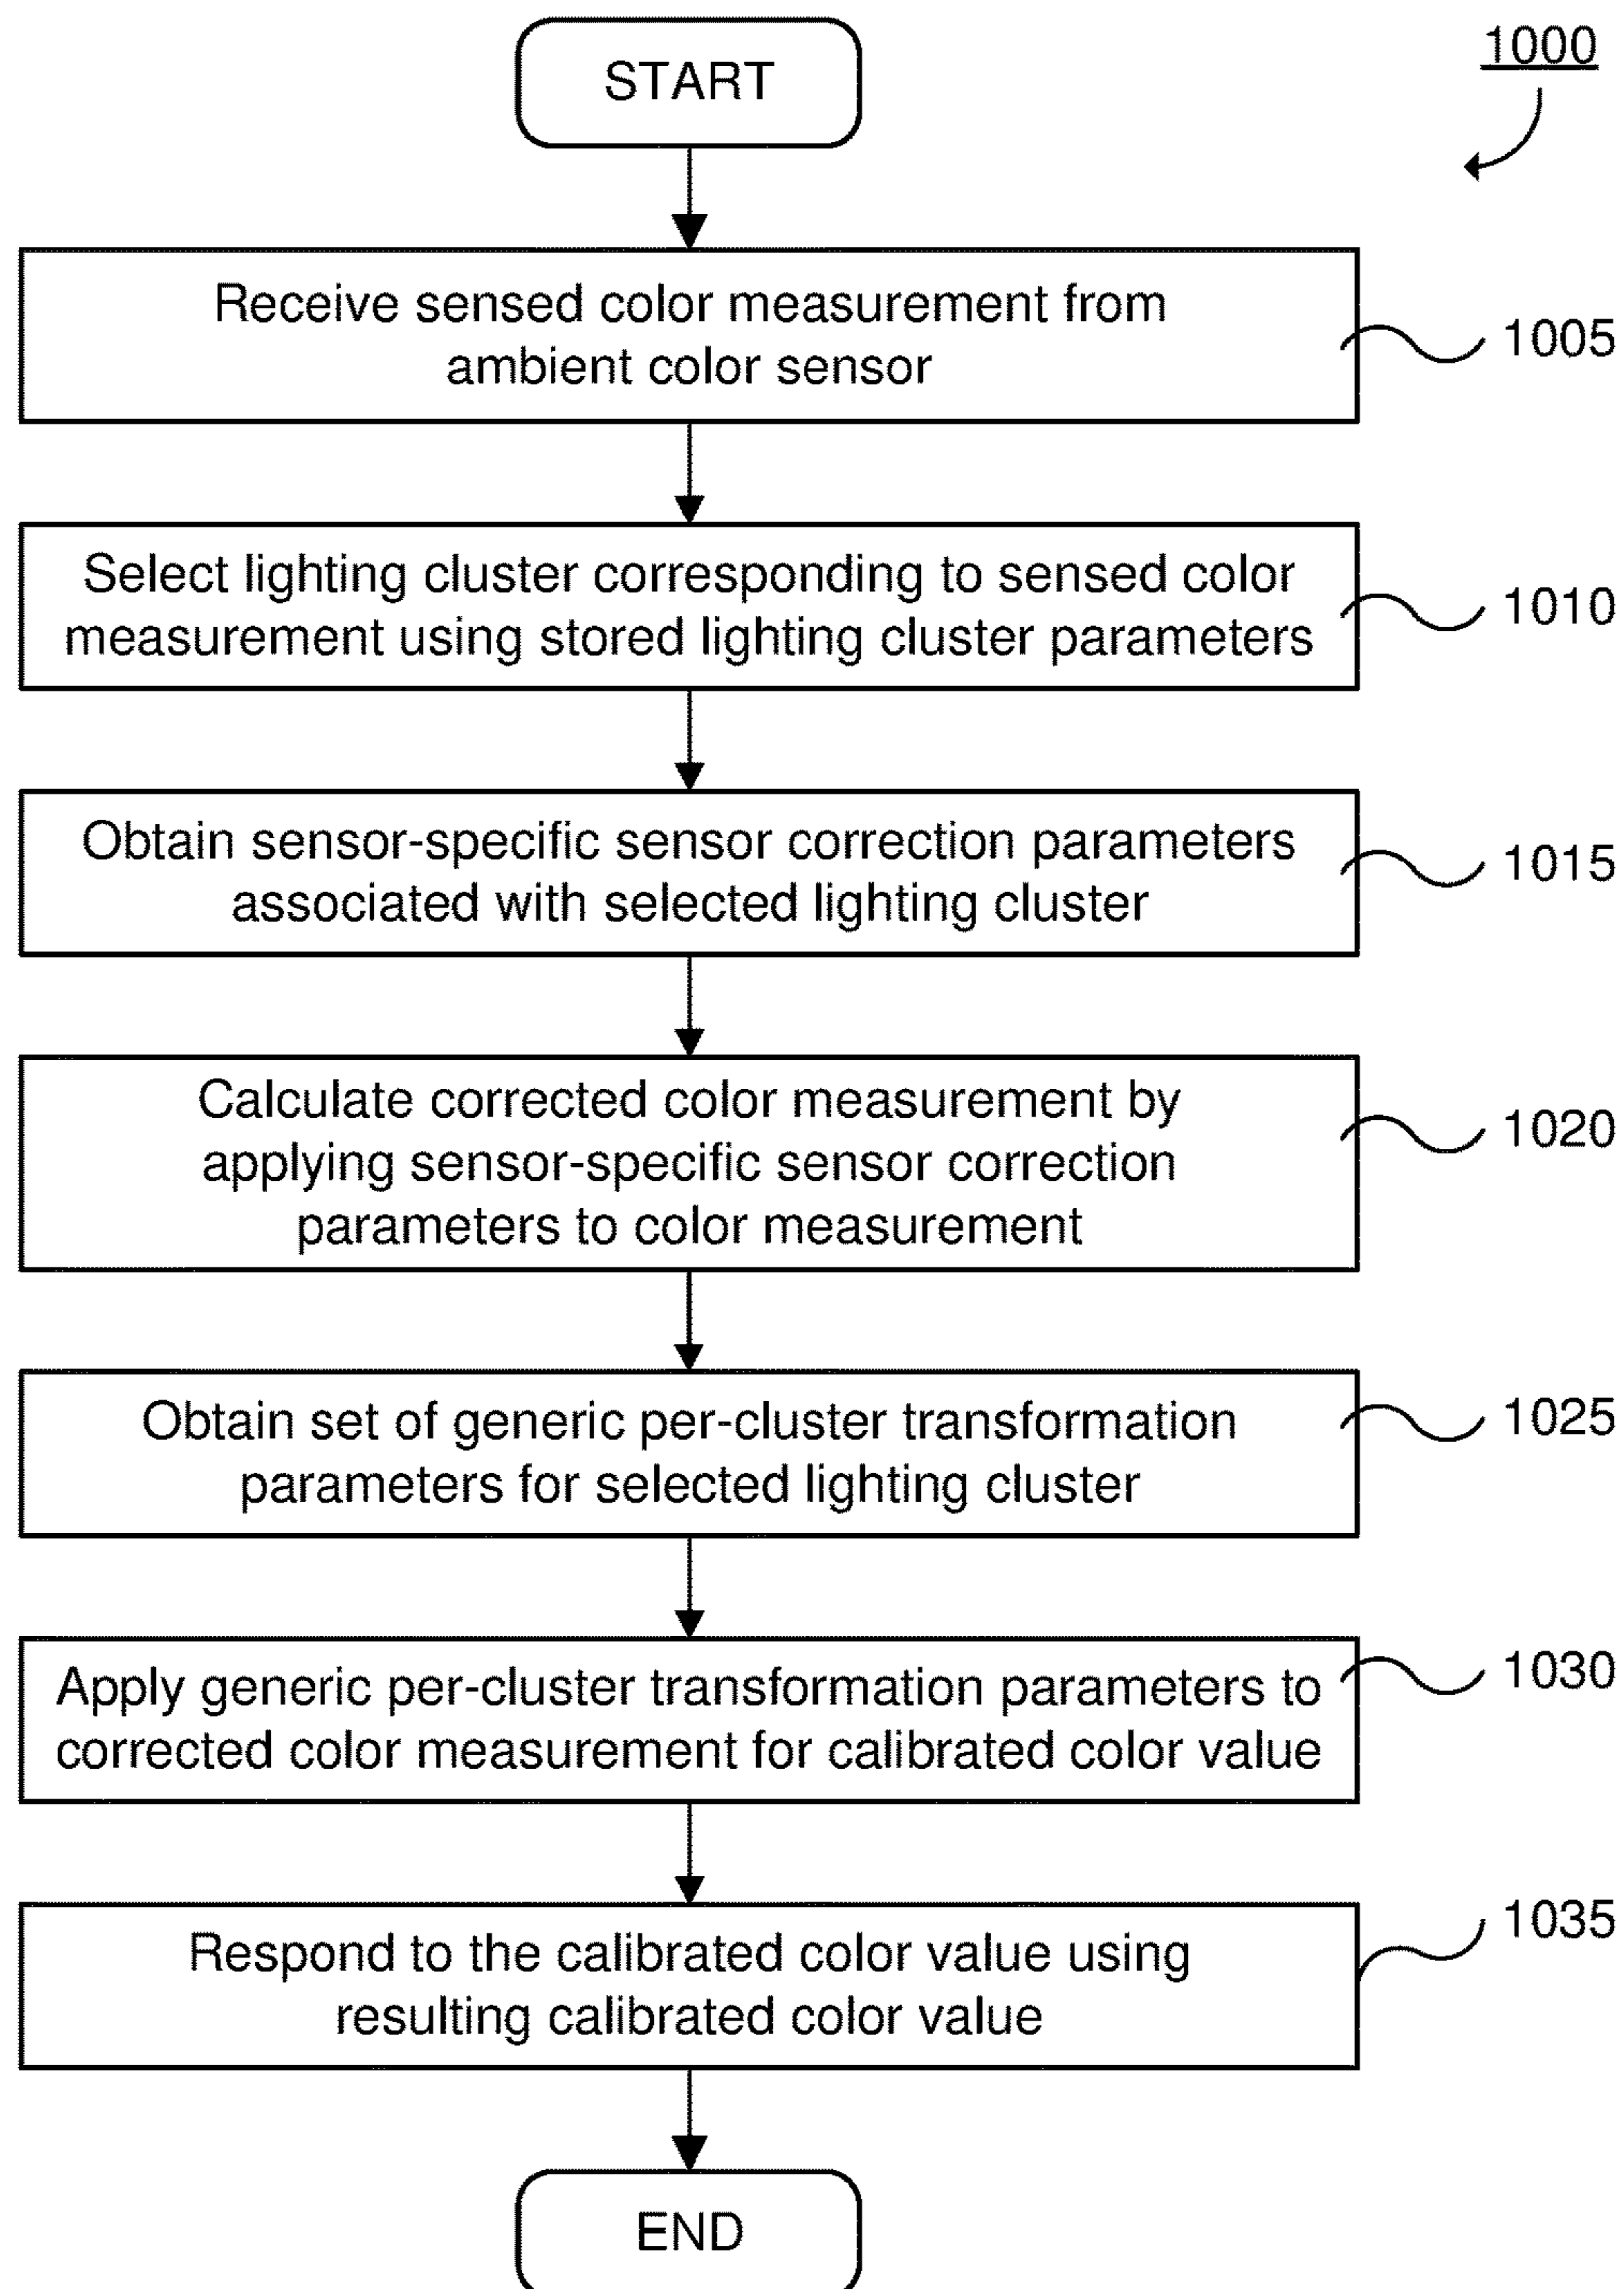 START
1000
Receive sensed color measurement from
ambient color sensor
1005
Select lighting cluster corresponding to sensed color
measurement using stored lighting cluster parameters
1010
Obtain sensor-specific sensor correction parameters
associated with selected lighting cluster
1015
Calculate corrected color measurement by
applying sensor-specific sensor correction
parameters to color measurement
1020
Obtain set of generic per-cluster transformation
parameters for selected lighting cluster
1025
Apply generic per-cluster transformation parameters to
corrected color measurement for calibrated color value
1030
Respond to the calibrated color value using
resulting calibrated color value
1035
END